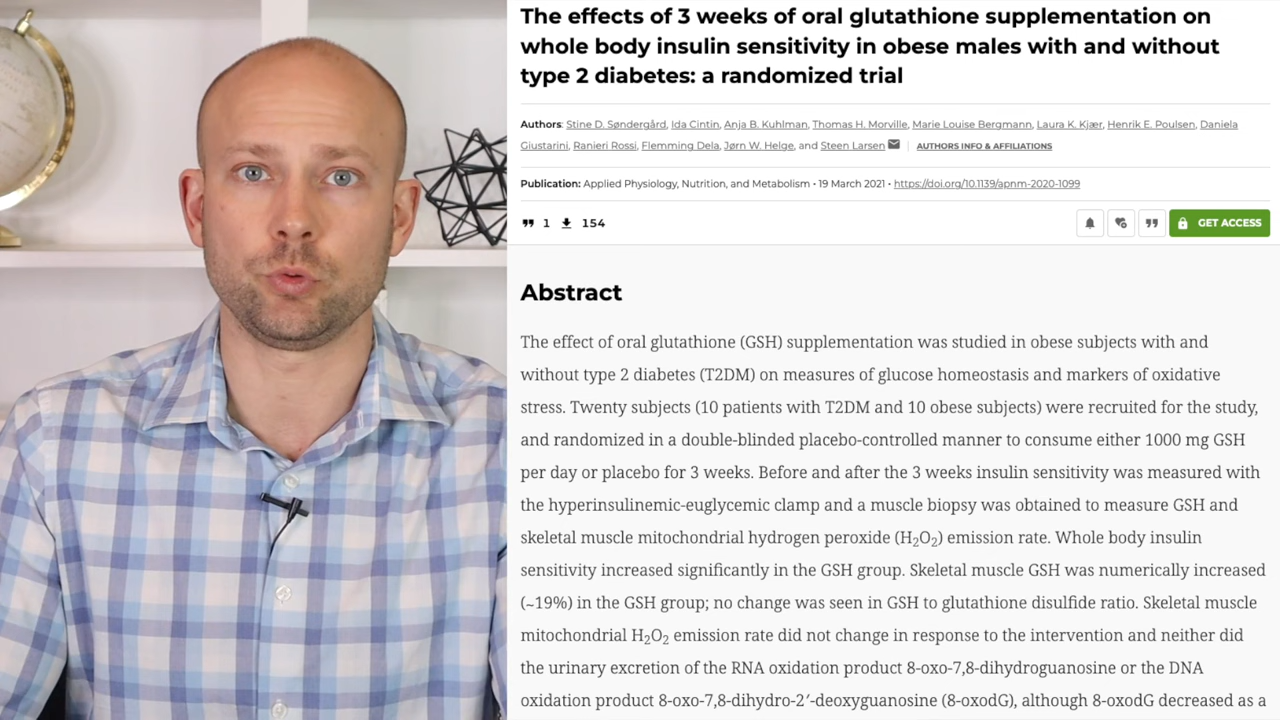 The effects of 3 weeks of oral glutathione supplementation on
whole body insulin sensitivity in obese males with and without
type 2 diabetes: a randomized trial
Authors: Stine D. Søndergård, Ida Cintin, Anja B. Kuhlman, Thomas H. Morville, Marie Louise Bergmann, Laura K. Kjær, Henrik E. Poulsen, Daniela
Giustarini, Ranieri Rossi, Flemming Dela, Jørn W. Helge, and Steen Larsen | AUTHORS INFO & AFFILIATIONS
Publication: Applied Physiology, Nutrition, and Metabolism • 19 March 2021 • https://doi.org/10.1139/apnm-2020-1099
1 154
GET ACCESS
Abstract
The effect of oral glutathione (GSH) supplementation was studied in obese subjects with and
without type 2 diabetes (T2DM) on measures of glucose homeostasis and markers of oxidative
stress. Twenty subjects (10 patients with T2DM and 10 obese subjects) were recruited for the study,
and randomized in a double-blinded placebo-controlled manner to consume either 1000 mg GSH
per day or placebo for 3 weeks. Before and after the 3 weeks insulin sensitivity was measured with
the hyperinsulinemic-euglycemic clamp and a muscle biopsy was obtained to measure GSH and
skeletal muscle mitochondrial hydrogen peroxide (H₂O₂) emission rate. Whole body insulin
sensitivity increased significantly in the GSH group. Skeletal muscle GSH was numerically increased
(~19%) in the GSH group; no change was seen in GSH to glutathione disulfide ratio. Skeletal muscle
mitochondrial H₂O₂ emission rate did not change in response to the intervention and neither did
the urinary excretion of the RNA oxidation product 8-oxo-7,8-dihydroguanosine or the DNA
oxidation product 8-oxo-7,8-dihydro-2′-deoxyguanosine (8-oxodG), although 8-oxodG decreased as a